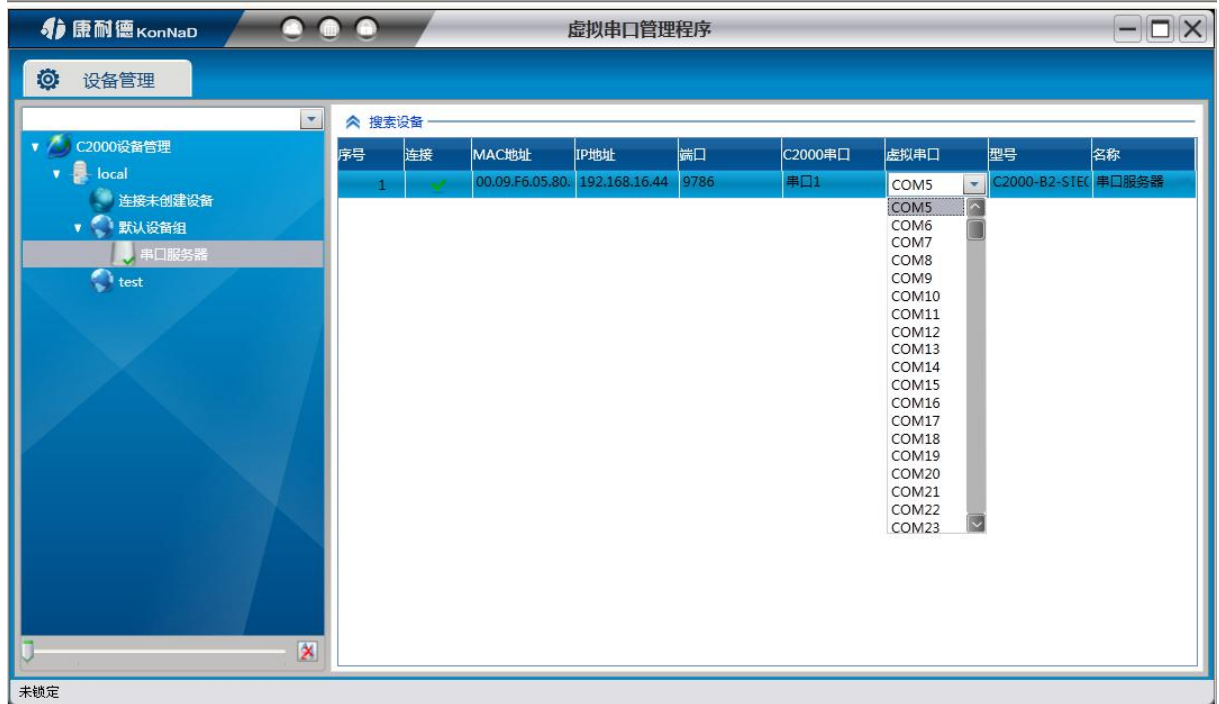 康耐德KonNaD
虚拟串口管理程序
设备管理
搜索设备
C2000设备管理
local
连接未创建设备
默认设备组
串口服务器
test
序号 连接 MAC地址 IP地址 端口 C2000串口 虚拟串口 型号 名称
1 00.09.F6.05.80. 192.168.16.44 9786 串口1 COM5 C2000-B2-SIE 串口服务器
COM5
COM6
COM7
COM8
COM9
COM10
COM11
COM12
COM13
COM14
COM15
COM16
COM17
COM18
COM19
COM20
COM21
COM22
COM23
未锁定